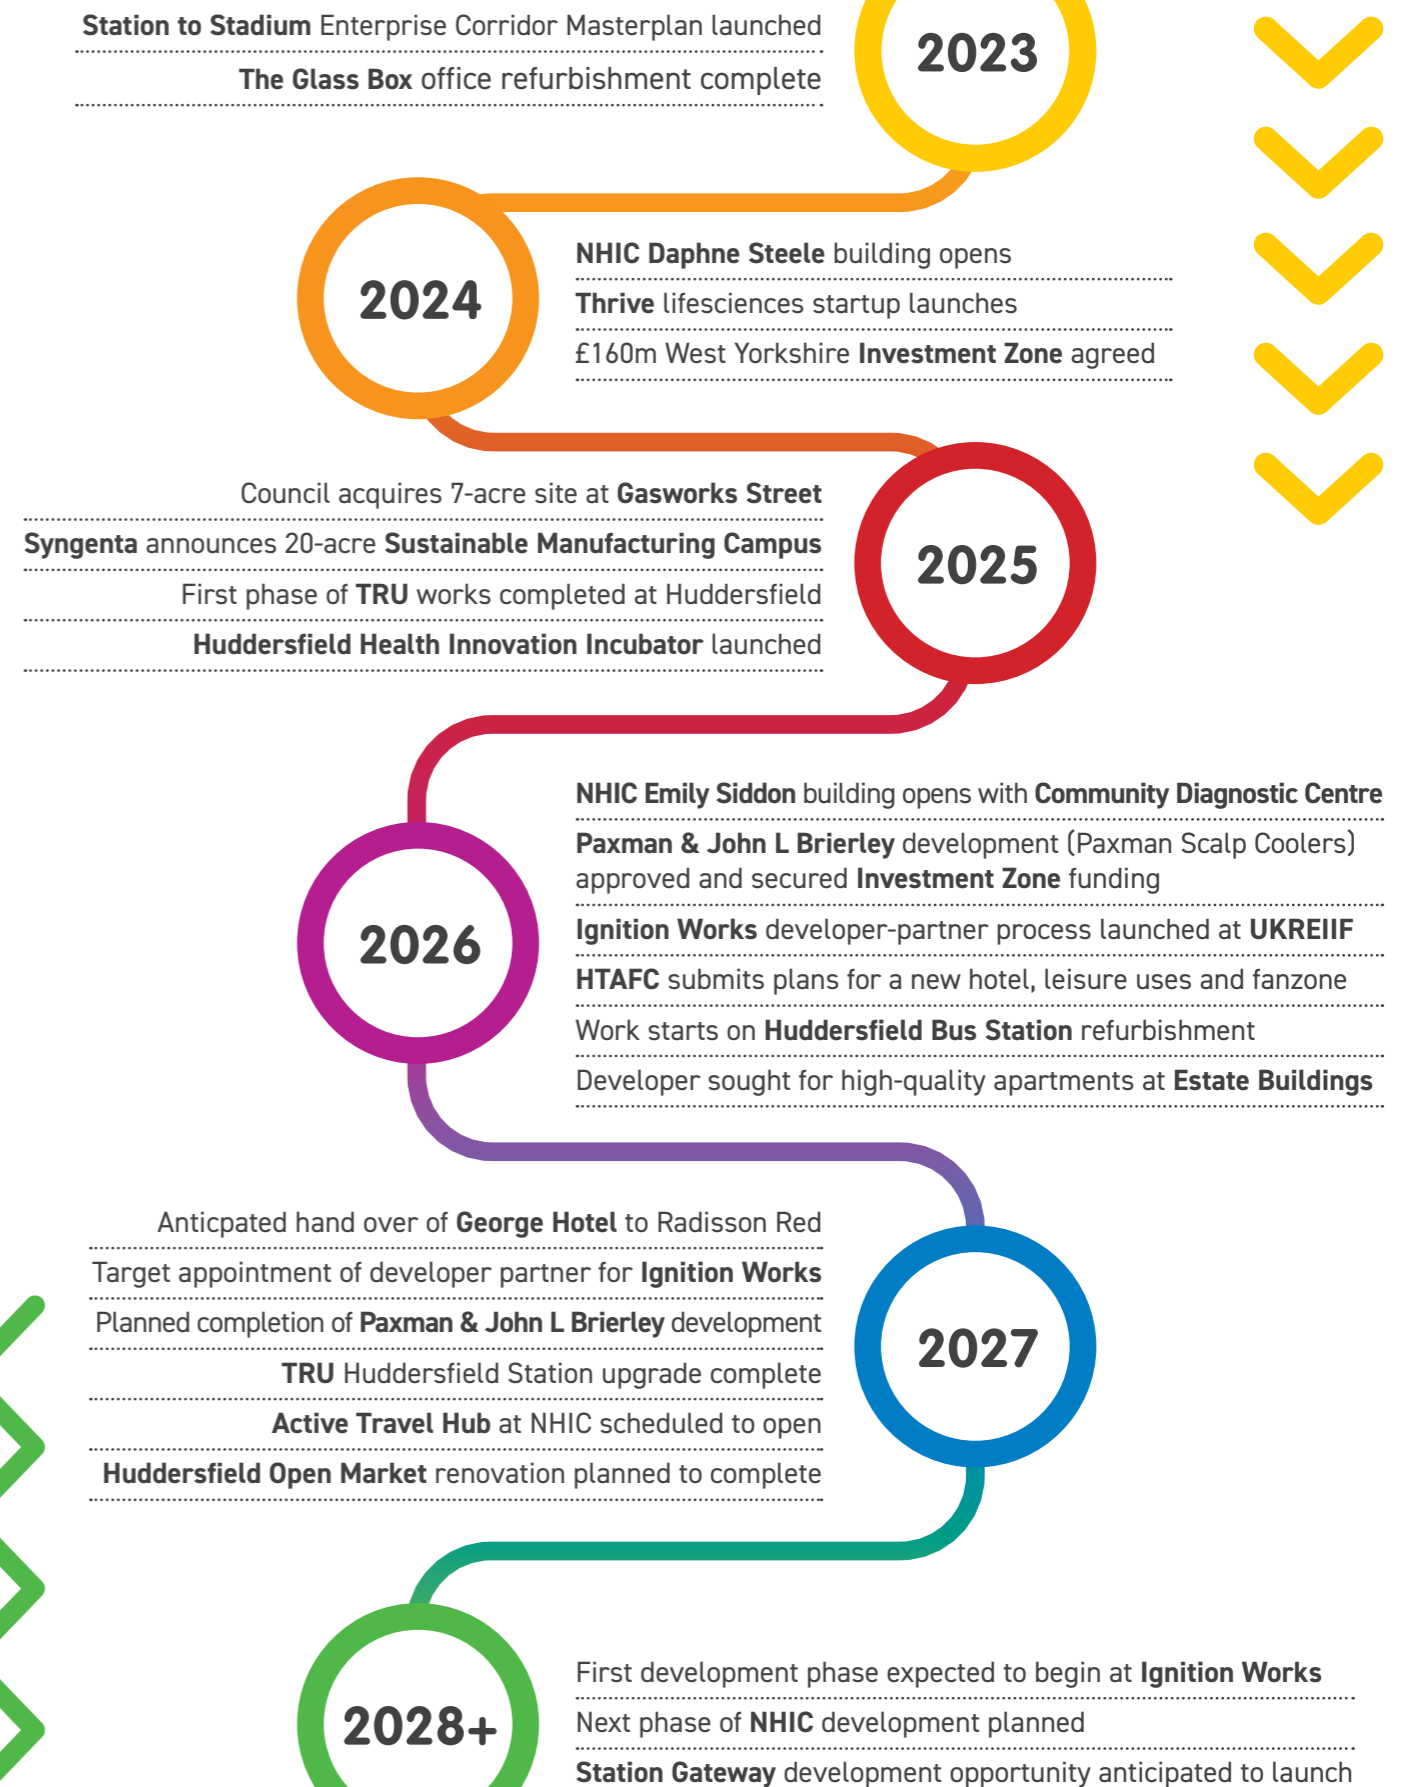 Station to Stadium Enterprise Corridor Masterplan launched
The Glass Box office refurbishment complete
2023
2024
NHIC Daphne Steele building opens
Thrive lifesciences startup launches
£160m West Yorkshire Investment Zone agreed
Council acquires 7-acre site at Gasworks Street
Syngenta announces 20-acre Sustainable Manufacturing Campus
First phase of TRU works completed at Huddersfield
Huddersfield Health Innovation Incubator launched
2025
2026
NHIC Emily Siddon building opens with Community Diagnostic Centre
Paxman & John L Brierley development (Paxman Scalp Coolers)
approved and secured Investment Zone funding
Ignition Works developer-partner process launched at UKREIIF
HTAFC submits plans for a new hotel, leisure uses and fanzone
Work starts on Huddersfield Bus Station refurbishment
Developer sought for high-quality apartments at Estate Buildings
Anticpated hand over of George Hotel to Radisson Red
Target appointment of developer partner for Ignition Works
Planned completion of Paxman & John L Brierley development
TRU Huddersfield Station upgrade complete
Active Travel Hub at NHIC scheduled to open
Huddersfield Open Market renovation planned to complete
2027
2028+
First development phase expected to begin at Ignition Works
Next phase of NHIC development planned
Station Gateway development opportunity anticipated to launch